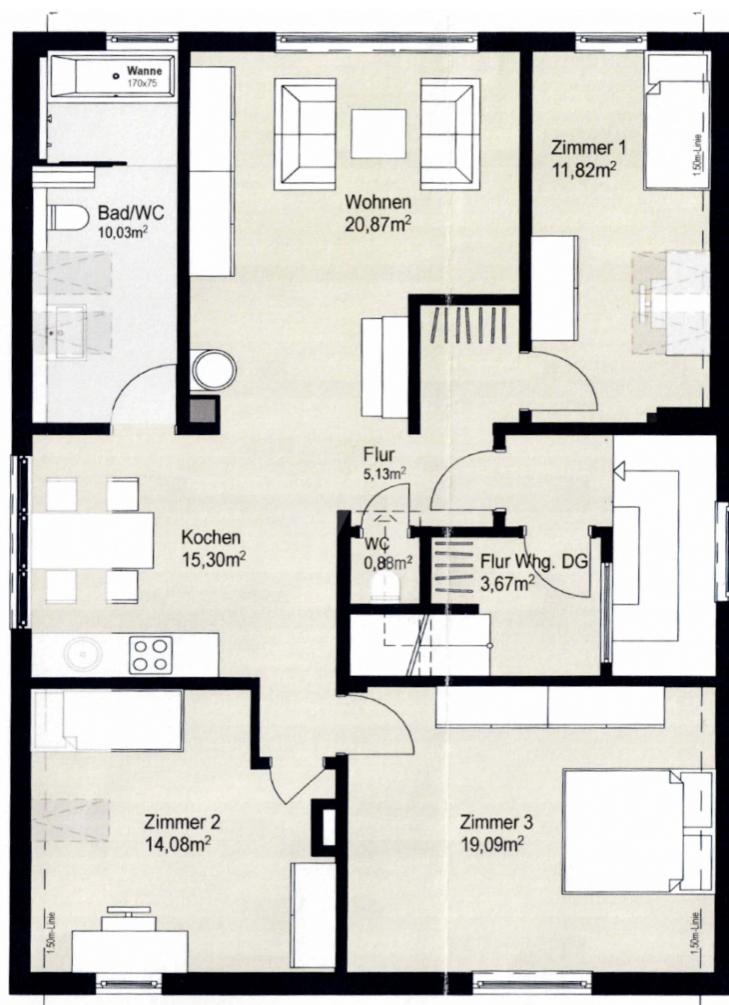 Wanne
170x75
Zimmer 1
11,82m²
1.50m-Linie
Wohnen
20,87m²
Bad/WC
10,03m²
Flur
5,13m²
Kochen
15,30m²
WC
0,88m²
Flur Whg. DG
3,67m²
Zimmer 2
14,08m²
Zimmer 3
19,09m²
1.50m-Linie
1.50m-Linie